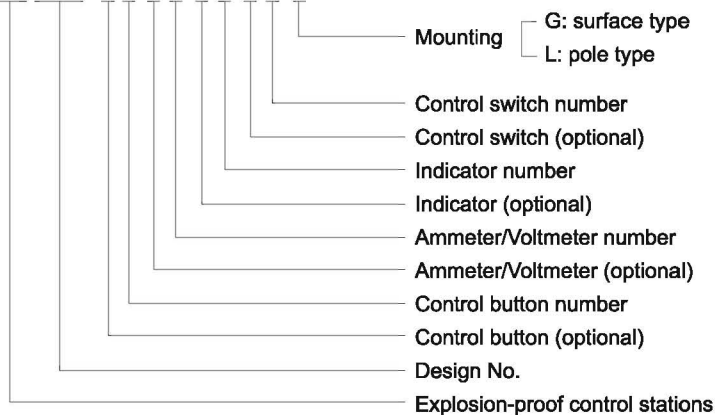 G: surface type
Mounting
L: pole type
Control switch number
Control switch (optional)
Indicator number
Indicator (optional)
Ammeter/Voltmeter number
Ammeter/Voltmeter (optional)
Control button number
Control button (optional)
Design No.
Explosion-proof control stations